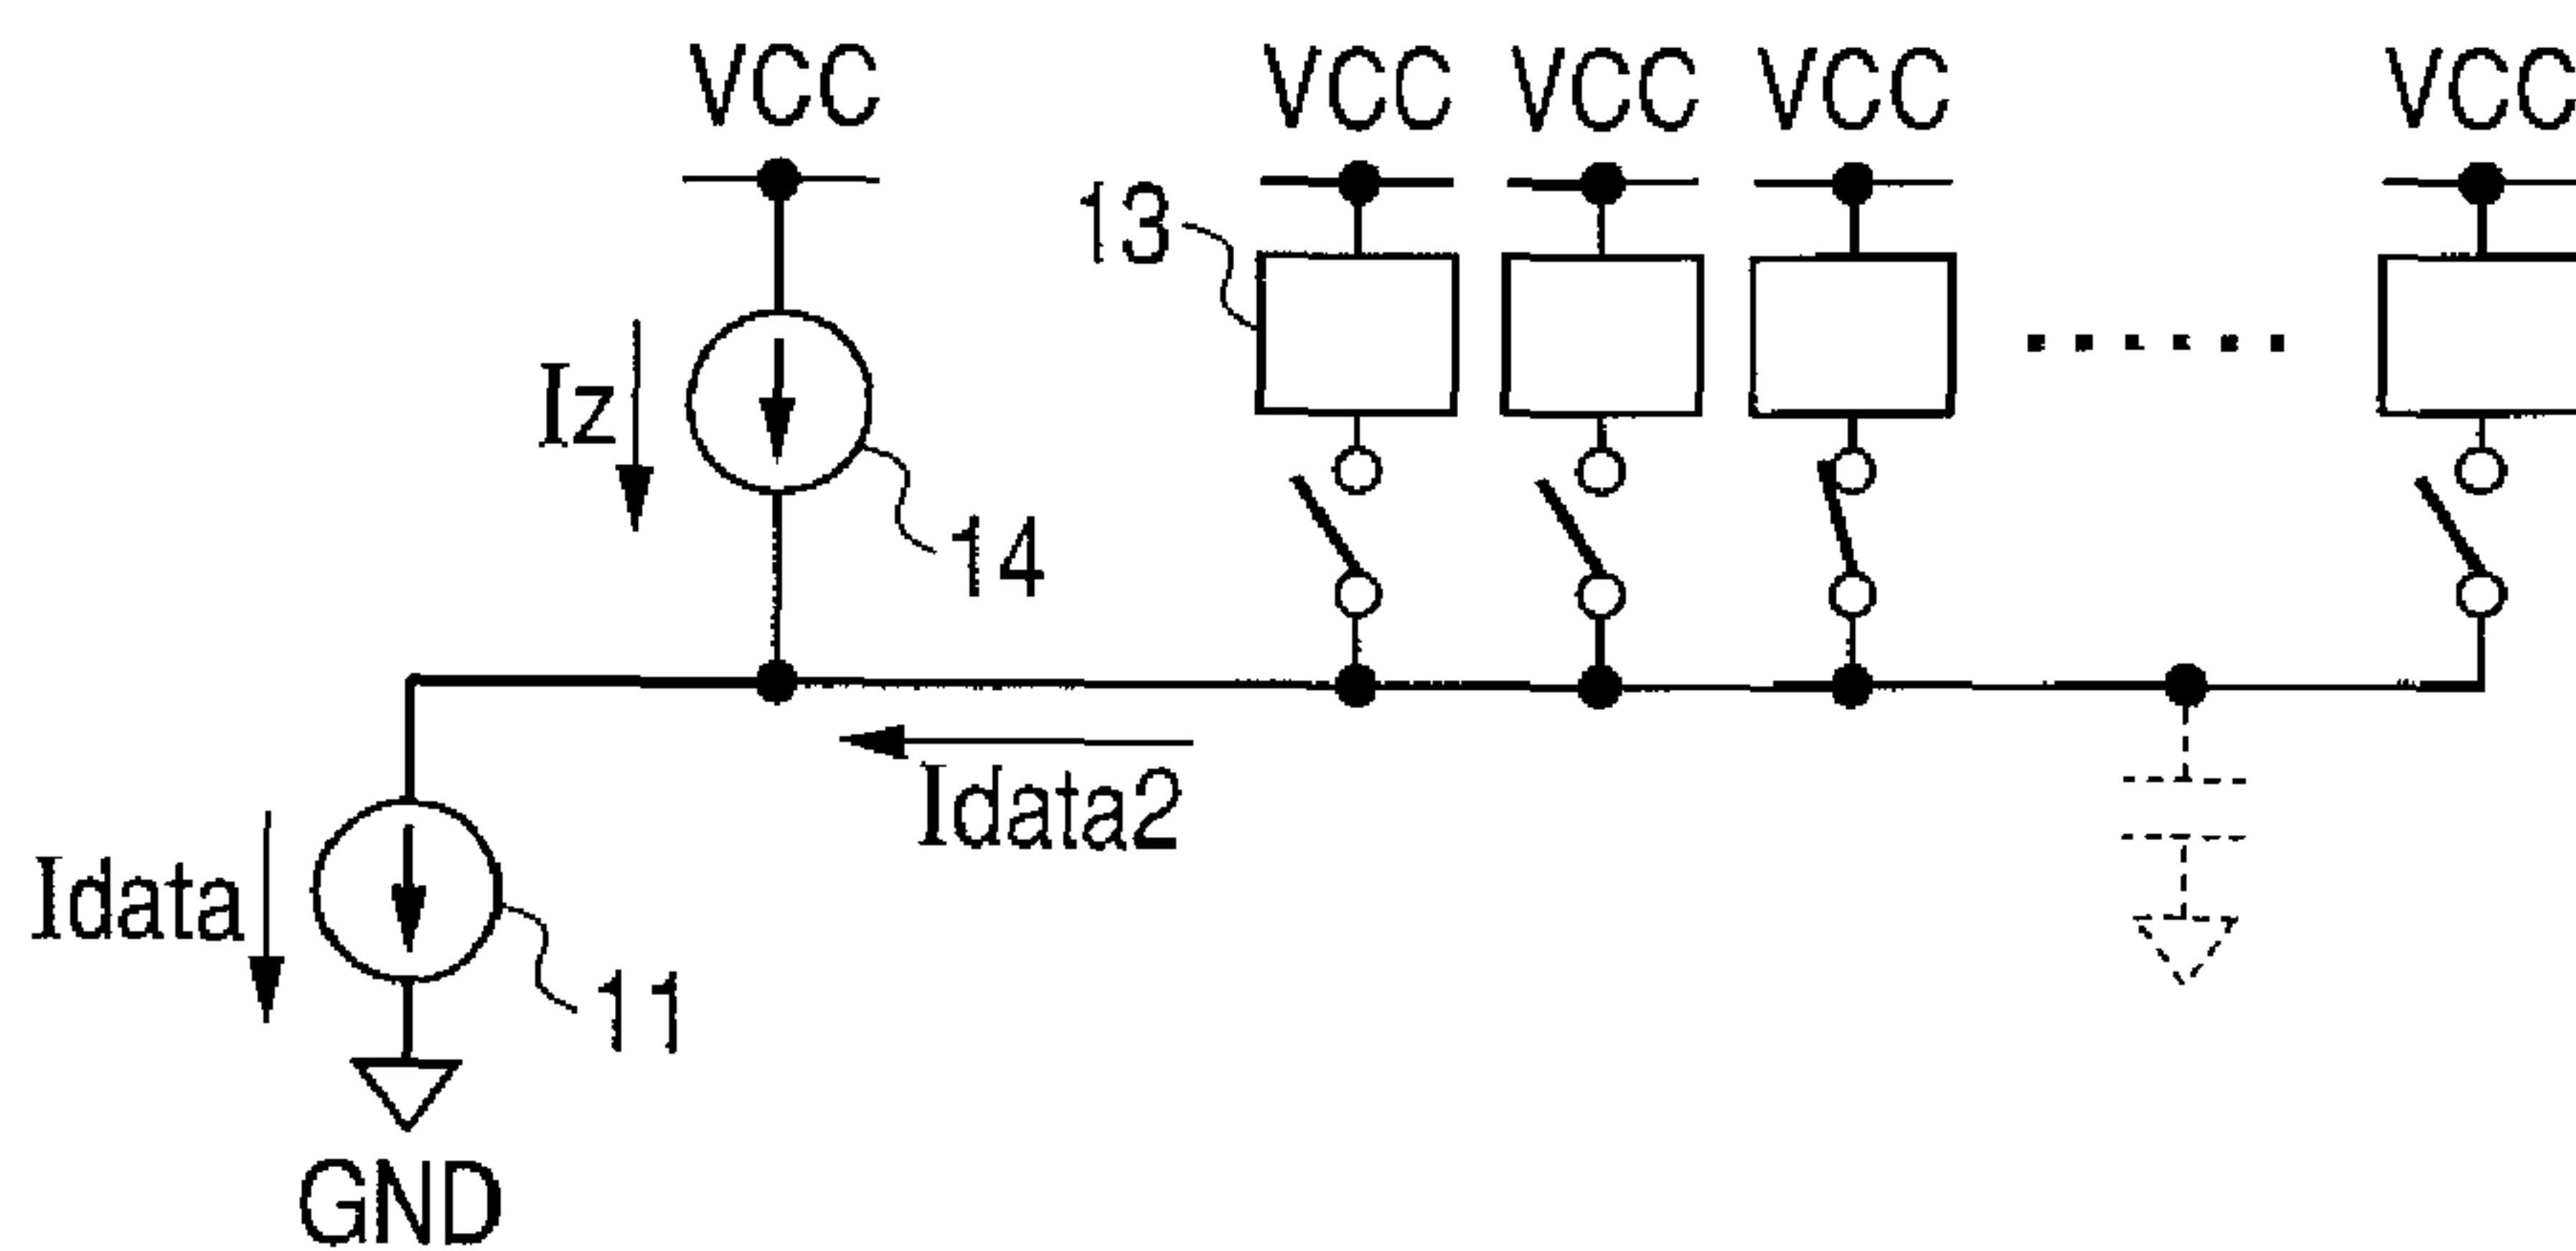 VCC VCC VCC VCC VCC
13
Iz
14
Idata2
Idata
11
GND